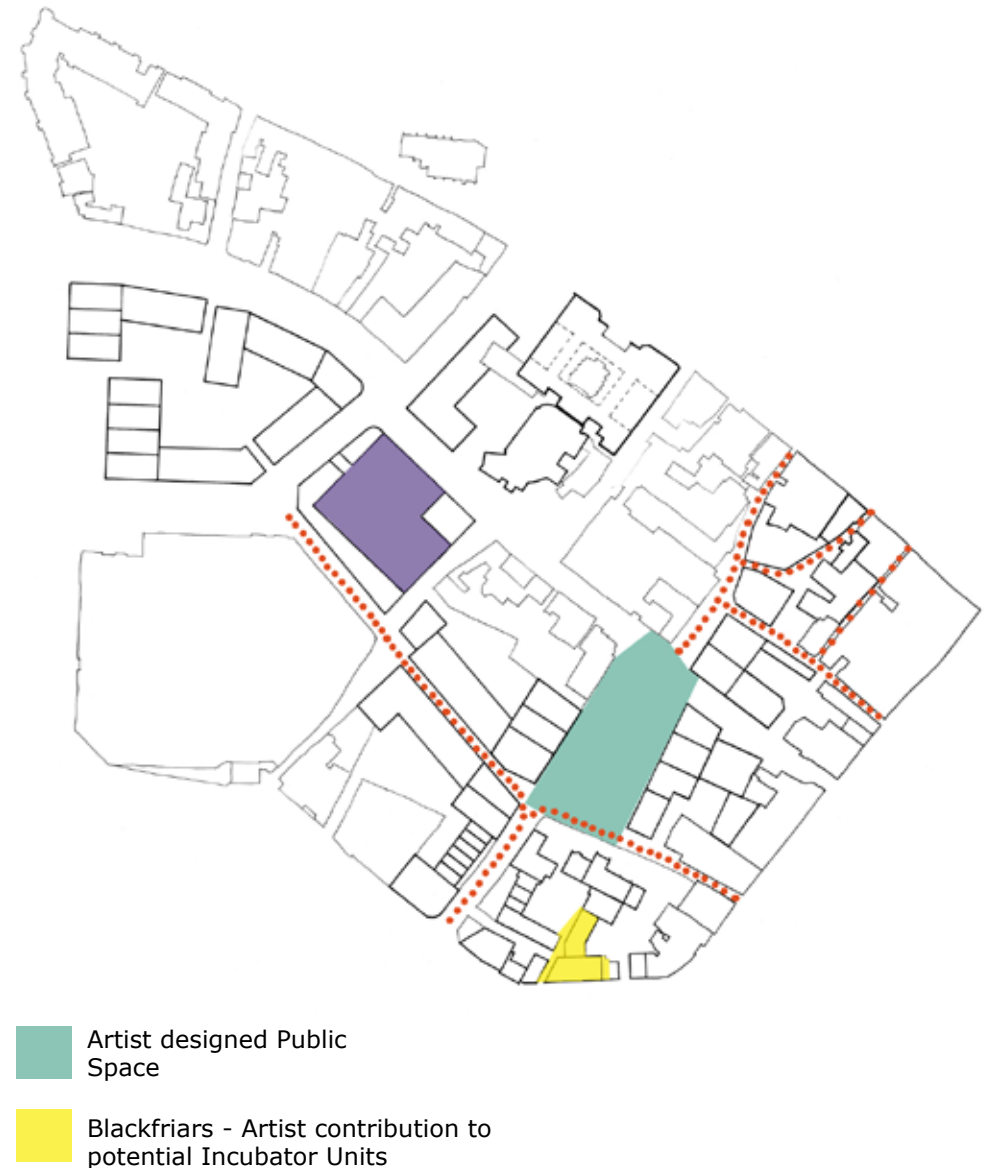 Artist designed Public
Space
Blackfriars - Artist contribution to
potential Incubator Units